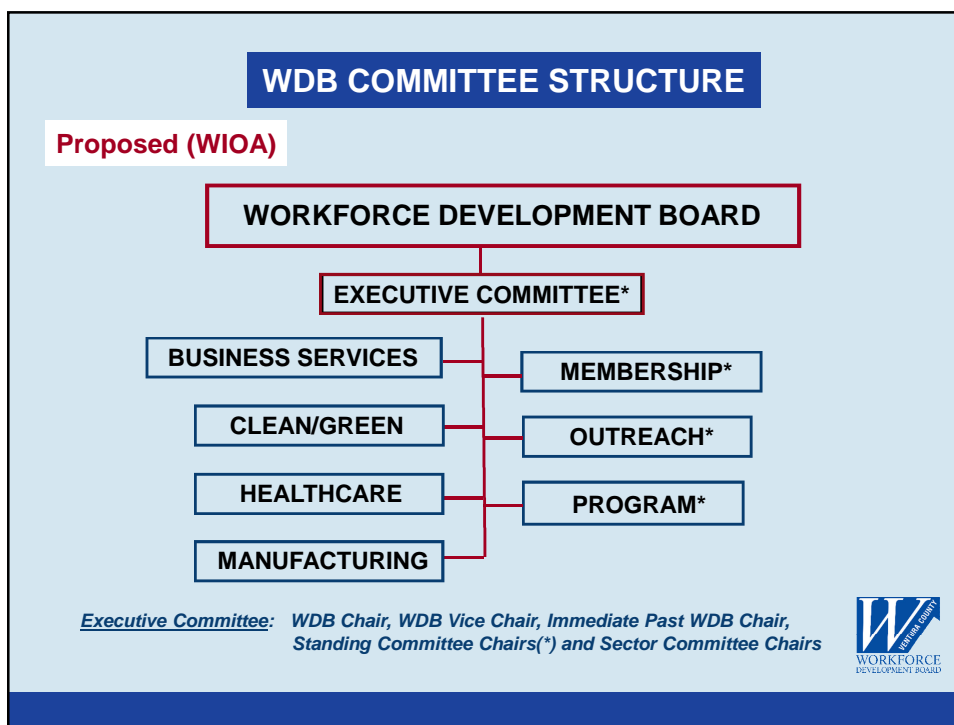 WDB COMMITTEE STRUCTURE
Proposed (WIOA)
WORKFORCE DEVELOPMENT BOARD
EXECUTIVE COMMITTEE*
BUSINESS SERVICES
MEMBERSHIP*
CLEAN/GREEN
OUTREACH*
HEALTHCARE
PROGRAM*
MANUFACTURING
Executive Committee: WDB Chair, WDB Vice Chair, Immediate Past WDB Chair,
Standing Committee Chairs(*) and Sector Committee Chairs
W
VENTURA COUNTY
WORKFORCE
DEVELOPMENT BOARD